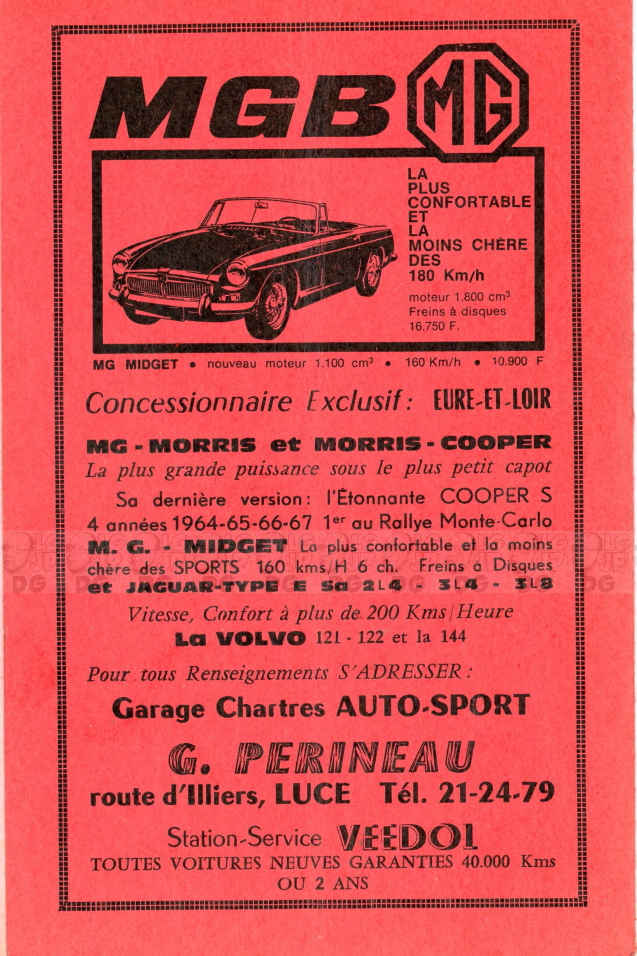 MGB MG
LA
PLUS
CONFORTABLE
ET
LA
MOINS CHÈRE
DES
180 Km/h
moteur 1.800 cm³
Freins à disques
16.750 F.
MG MIDGET • nouveau moteur 1.100 cm³ • 160 Km/h • 10.900 F
Concessionnaire Exclusif: EURE-ET-LOIR
MG - MORRIS et MORRIS - COOPER
La plus grande puissance sous le plus petit capot
Sa dernière version: l'Étonnante COOPER S
4 années 1964-65-66-67 1er au Rallye Monte-Carlo
M. G. - MIDGET La plus confortable et la moins
chère des SPORTS 160 kms/H 6 ch. Freins à Disques
et JAGUAR-TYPE E Sa 2L4 - 3L4 - 3L8
Vitesse, Confort à plus de 200 Kms/Heure
La VOLVO 121 - 122 et la 144
Pour tous Renseignements S'ADRESSER :
Garage Chartres AUTO-SPORT
G. PERINEAU
route d'Illiers, LUCE Tél. 21-24-79
Station-Service VEEDOL
TOUTES VOITURES NEUVES GARANTIES 40.000 Kms
OU 2 ANS